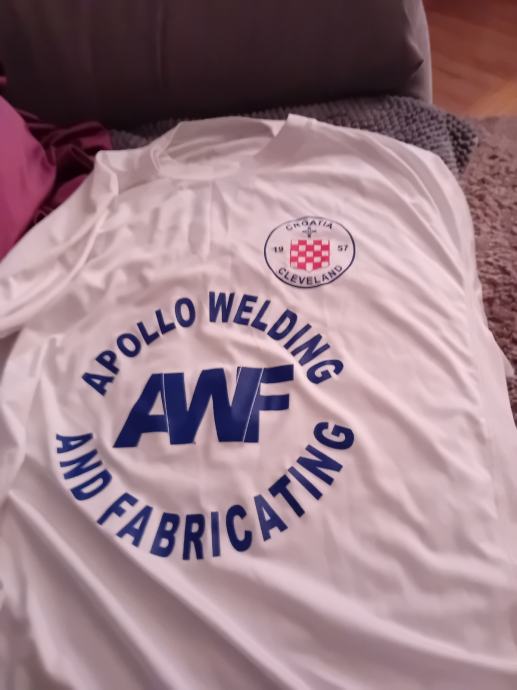 CROATIA
19 57
CLEVELAND
APOLLO WELDING
AWF
AND FABRICATING